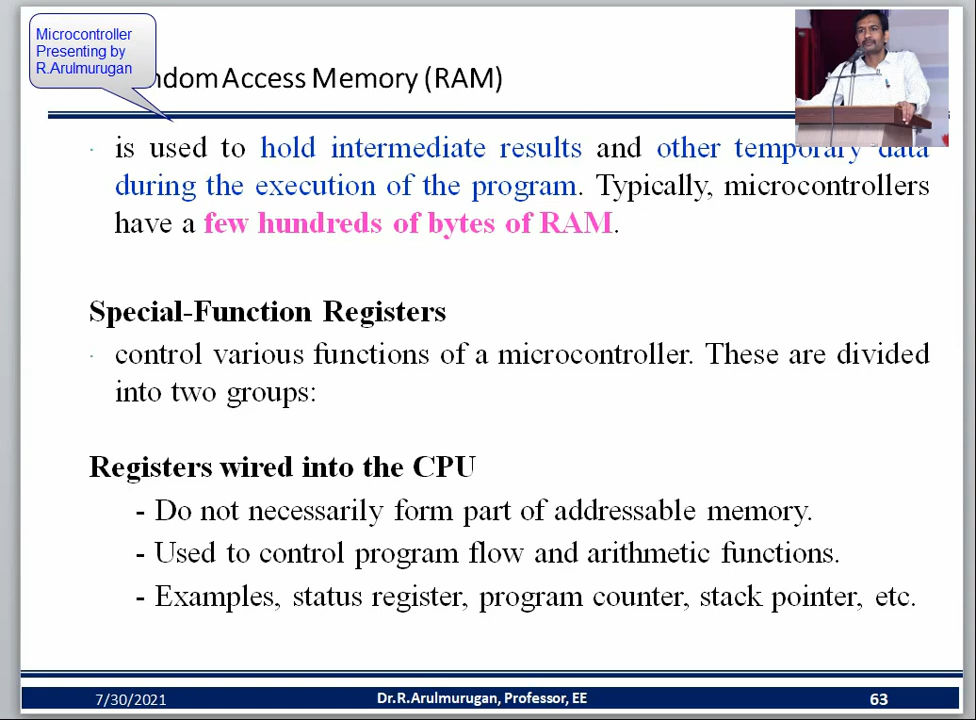 Microcontroller
Presenting by
R.Arulmurugan
ndom Access Memory (RAM)
· is used to hold intermediate results and other temporary data
during the execution of the program. Typically, microcontrollers
have a few hundreds of bytes of RAM.
Special-Function Registers
· control various functions of a microcontroller. These are divided
into two groups:
Registers wired into the CPU
- Do not necessarily form part of addressable memory.
- Used to control program flow and arithmetic functions.
- Examples, status register, program counter, stack pointer, etc.
7/30/2021
Dr.R.Arulmurugan, Professor, EE
63